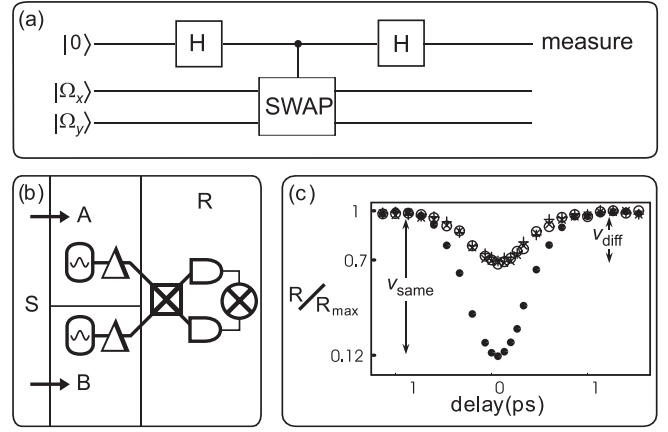 (a)
|0⟩ H H measure
|Ωx⟩
SWAP
|Ωy⟩
(b)
A
R
S
B
(c)
1
0.7
0.12
R/Rmax
vsame
vdiff
1 0 1
delay(ps)